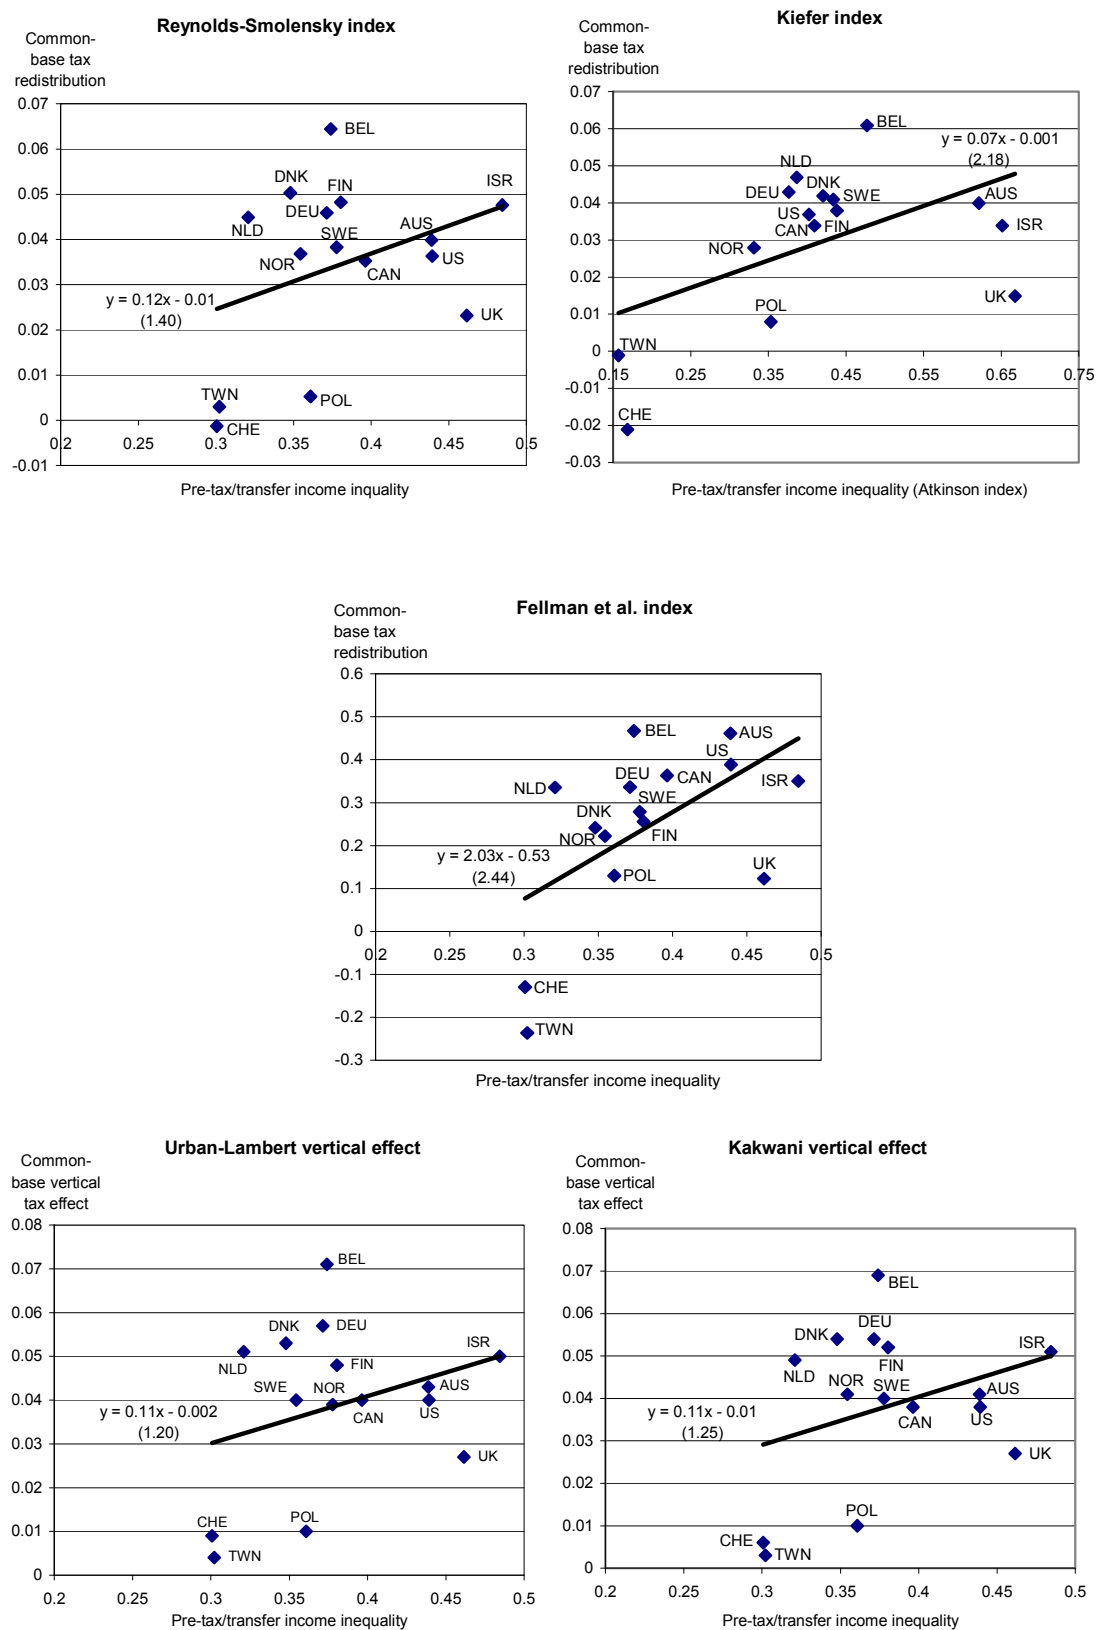 Reynolds-Smolensky index
Common-
base tax
redistribution
0.07
0.06
0.05
0.04
0.03
0.02
0.01
0
-0.01
BEL
DNK
FIN
ISR
DEU
NLD
AUS
SWE
NOR
US
CAN
y = 0.12x - 0.01
(1.40)
UK
TWN
POL
CHE
0.2
0.25
0.3
0.35
0.4
0.45
0.5
Pre-tax/transfer income inquality
Kiefer index
Common-
base tax
redistribution
0.07
0.06
0.05
0.04
0.03
0.02
0.01
0
-0.01
-0.02
-0.03
BEL
y = 0.07x - 0.001
(2.18)
NLD
DEU
DNK
SWE
AUS
US
CAN
FIN
ISR
NOR
UK
POL
TWN
CHE
0.15
0.25
0.35
0.45
0.55
0.65
0.75
Pre-tax/transfer income inequality (Atkinson index)
Fellman et al. index
Common-
base tax
redistribution
0.6
0.5
0.4
0.3
0.2
0.1
0
-0.1
-0.2
-0.3
BEL
AUS
US
DEU
CAN
ISR
NLD
SWE
DNK
NOR
FIN
y = 2.03x - 0.53
(2.44)
POL
UK
CHE
TWN
0.2
0.25
0.3
0.35
0.4
0.45
0.5
Pre-tax/transfer income inequality
Urban-Lambert vertical effect
Common-
base vertical
tax effect
0.08
0.07
0.06
0.05
0.04
0.03
0.02
0.01
0
BEL
DNK
DEU
ISR
NLD
FIN
SWE
NOR
AUS
CAN
US
y = 0.11x - 0.002
(1.20)
UK
CHE
POL
TWN
0.2
0.25
0.3
0.35
0.4
0.45
0.5
Pre-tax/transfer income inequality
Kakwani vertical effect
Common-
base vertical
tax effect
0.08
0.07
0.06
0.05
0.04
0.03
0.02
0.01
0
BEL
DNK
DEU
ISR
NLD
FIN
NOR
SWE
AUS
CAN
US
y = 0.11x - 0.01
(1.25)
UK
POL
CHE
TWN
0.2
0.25
0.3
0.35
0.4
0.45
0.5
Pre-tax/transfer income inequality